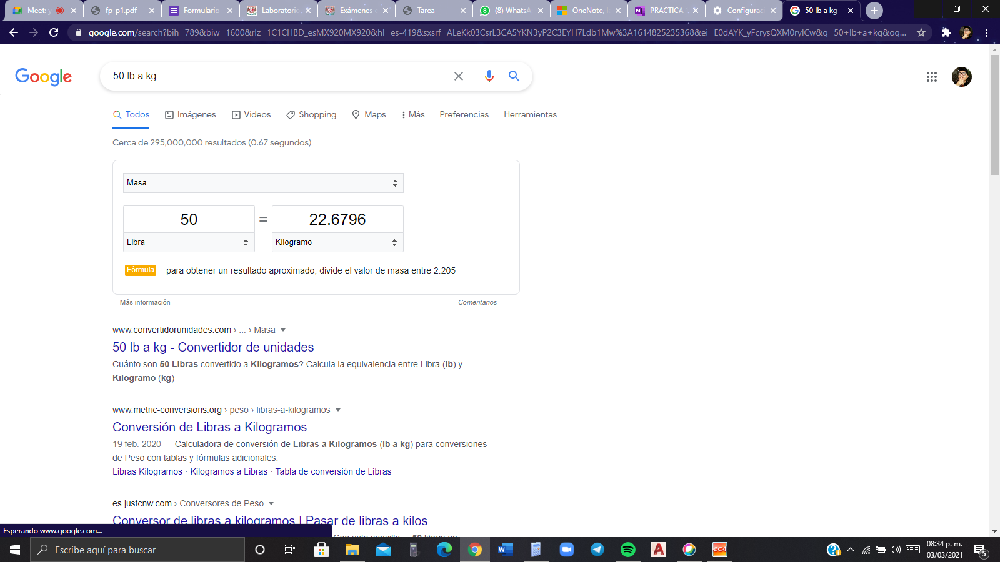 Meet: y
fp_p1.pdf
Formulario
Laboratorio
Exámenes
Tarea
(8) WhatsA
OneNote,
PRACTICA
Configurac
50 lb a kg -
google.com/search?bih=789&biw=1600&rlz=1C1CHBD_esMX920MX920&hl=es-419&sxsrf=ALeKk03CsrL3CA5YKN3yP2C3EYH7Ldb1Mw%3A1614825235368&ei=E0dAYK_yFcrysQXM0rylCw&q=50+lb+a+kg&oq...
Google
50 lb a kg
Todos
Imágenes
Videos
Shopping
Maps
Más
Preferencias
Herramientas
Cerca de 295,000,000 resultados (0.67 segundos)
Masa
50 = 22.6796
Libra
Kilogramo
Fórmula para obtener un resultado aproximado, divide el valor de masa entre 2.205
Más información
Comentarios
www.convertidorunidades.com › ... › Masa
50 lb a kg - Convertidor de unidades
Cuánto son 50 Libras convertido a Kilogramos? Calcula la equivalencia entre Libra (lb) y
Kilogramo (kg)
www.metric-conversions.org › peso › libras-a-kilogramos
Conversión de Libras a Kilogramos
19 feb. 2020 — Calculadora de conversión de Libras a Kilogramos (lb a kg) para conversiones
de Peso con tablas y fórmulas adicionales.
Libras Kilogramos · Kilogramos a Libras · Tabla de conversión de Libras
es.justcnw.com › Conversores de Peso
Conversor de libras a kilogramos | Pasar de libras a kilos
Esperando www.google.com...
Escribe aquí para buscar
CC4
08:34 p. m.
03/03/2021
5